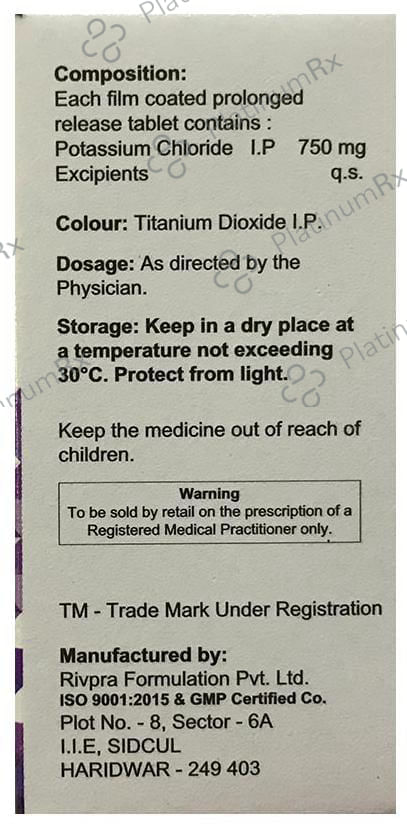 Composition:
Each film coated prolonged
release tablet contains :
Potassium Chloride I.P 750 mg
Excipients q.s.
Colour: Titanium Dioxide I.P.
Dosage: As directed by the
Physician.
Storage: Keep in a dry place at
a temperature not exceeding
30°C. Protect from light.
Keep the medicine out of reach of
children.
Warning
To be sold by retail on the prescription of a
Registered Medical Practitioner only.
TM - Trade Mark Under Registration
Manufactured by:
Rivpra Formulation Pvt. Ltd.
ISO 9001:2015 & GMP Certified Co.
Plot No. - 8, Sector - 6A
I.I.E, SIDCUL
HARIDWAR - 249 403
PlatinumRx
PlatinumRx